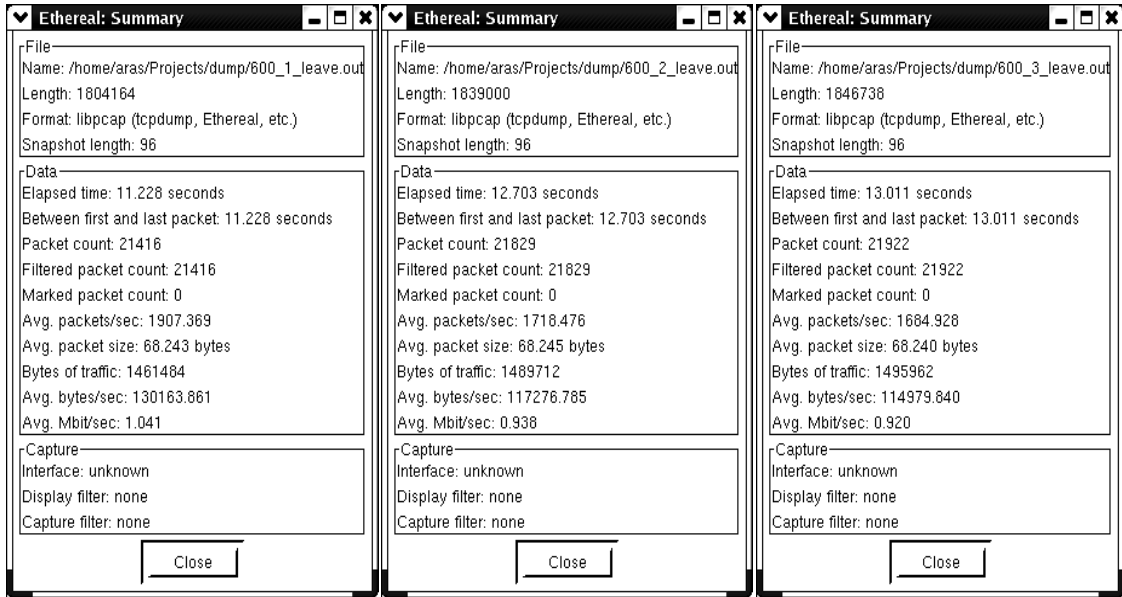 Ethereal: Summary
File
Name: /home/aras/Projects/dump/600_1_leave.out
Length: 1804164
Format: libpcap (tcpdump, Ethereal, etc.)
Snapshot length: 96
Data
Elapsed time: 11.228 seconds
Between first and last packet: 11.228 seconds
Packet count: 21416
Filtered packet count: 21416
Marked packet count: 0
Avg. packets/sec: 1907.369
Avg. packet size: 68.243 bytes
Bytes of traffic: 1461484
Avg. bytes/sec: 130163.861
Avg. Mbit/sec: 1.041
Capture
Interface: unknown
Display filter: none
Capture filter: none
Close
Ethereal: Summary
File
Name: /home/aras/Projects/dump/600_2_leave.out
Length: 1839000
Format: libpcap (tcpdump, Ethereal, etc.)
Snapshot length: 96
Data
Elapsed time: 12.703 seconds
Between first and last packet: 12.703 seconds
Packet count: 21829
Filtered packet count: 21829
Marked packet count: 0
Avg. packets/sec: 1718.476
Avg. packet size: 68.245 bytes
Bytes of traffic: 1489712
Avg. bytes/sec: 117276.785
Avg. Mbit/sec: 0.938
Capture
Interface: unknown
Display filter: none
Capture filter: none
Close
Ethereal: Summary
File
Name: /home/aras/Projects/dump/600_3_leave.out
Length: 1846738
Format: libpcap (tcpdump, Ethereal, etc.)
Snapshot length: 96
Data
Elapsed time: 13.011 seconds
Between first and last packet: 13.011 seconds
Packet count: 21922
Filtered packet count: 21922
Marked packet count: 0
Avg. packets/sec: 1684.928
Avg. packet size: 68.240 bytes
Bytes of traffic: 1495962
Avg. bytes/sec: 114979.840
Avg. Mbit/sec: 0.920
Capture
Interface: unknown
Display filter: none
Capture filter: none
Close